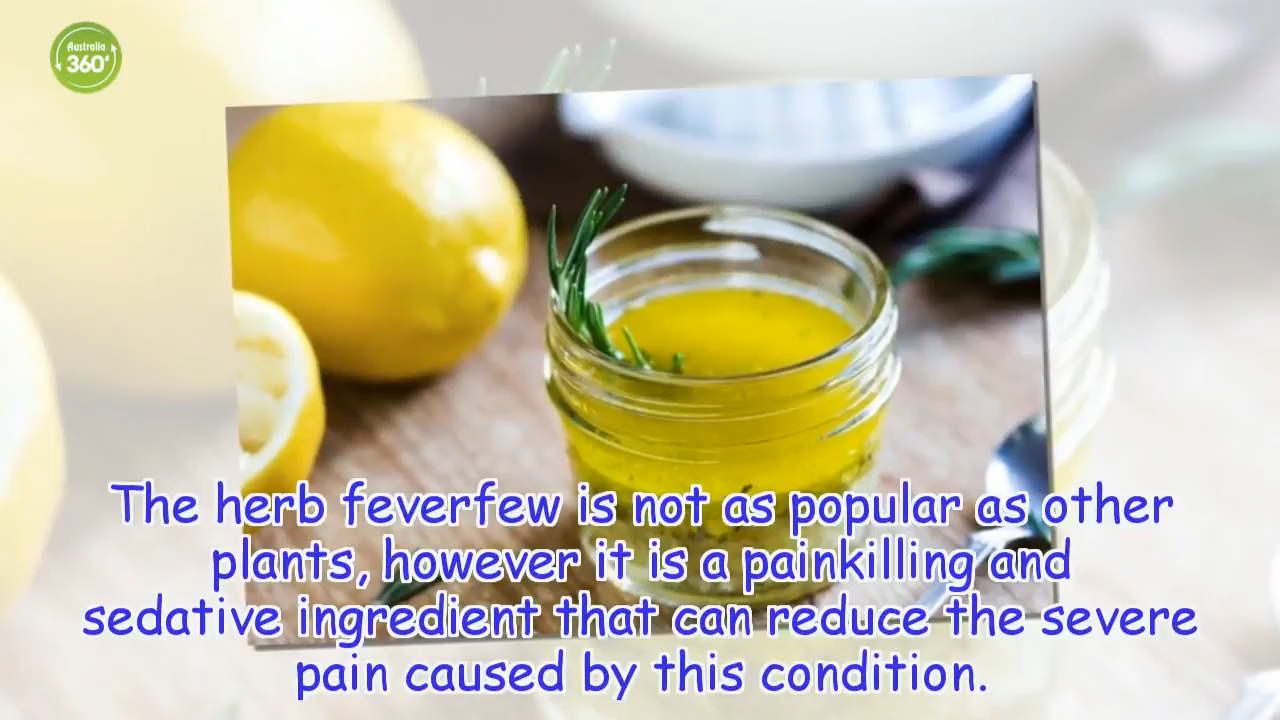 Australia
360°
The herb feverfew is not as popular as other
plants, however it is a painkilling and
sedative ingredient that can reduce the severe
pain caused by this condition.